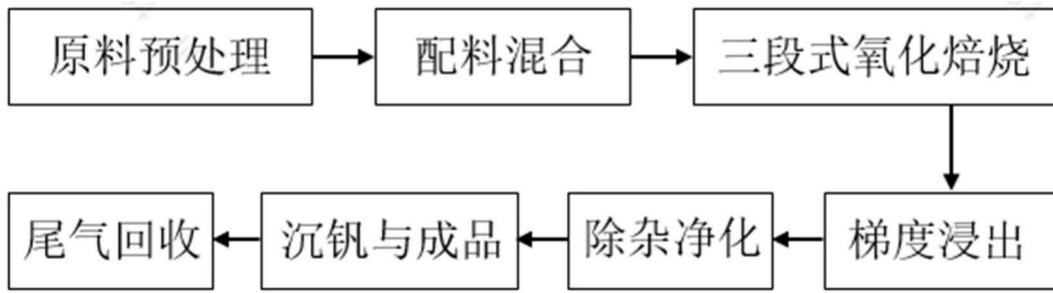 原料预处理
配料混合
三段式氧化焙烧
梯度浸出
除杂净化
沉钒与成品
尾气回收